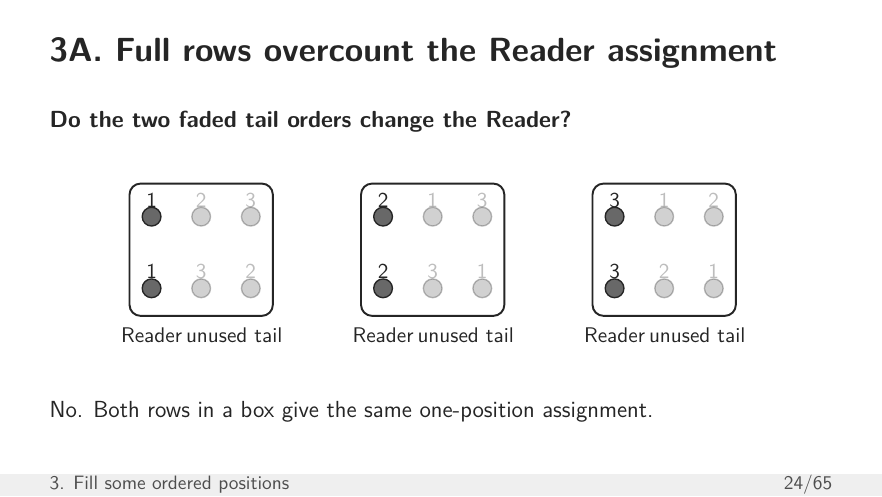 3A. Full rows overcount the Reader assignment
Do the two faded tail orders change the Reader?
1 2 3 2 1 3 3 1 2
1 3 2 2 3 1 3 2 1
Reader unused tail Reader unused tail Reader unused tail
No. Both rows in a box give the same one-position assignment.
3. Fill some ordered positions 24/65